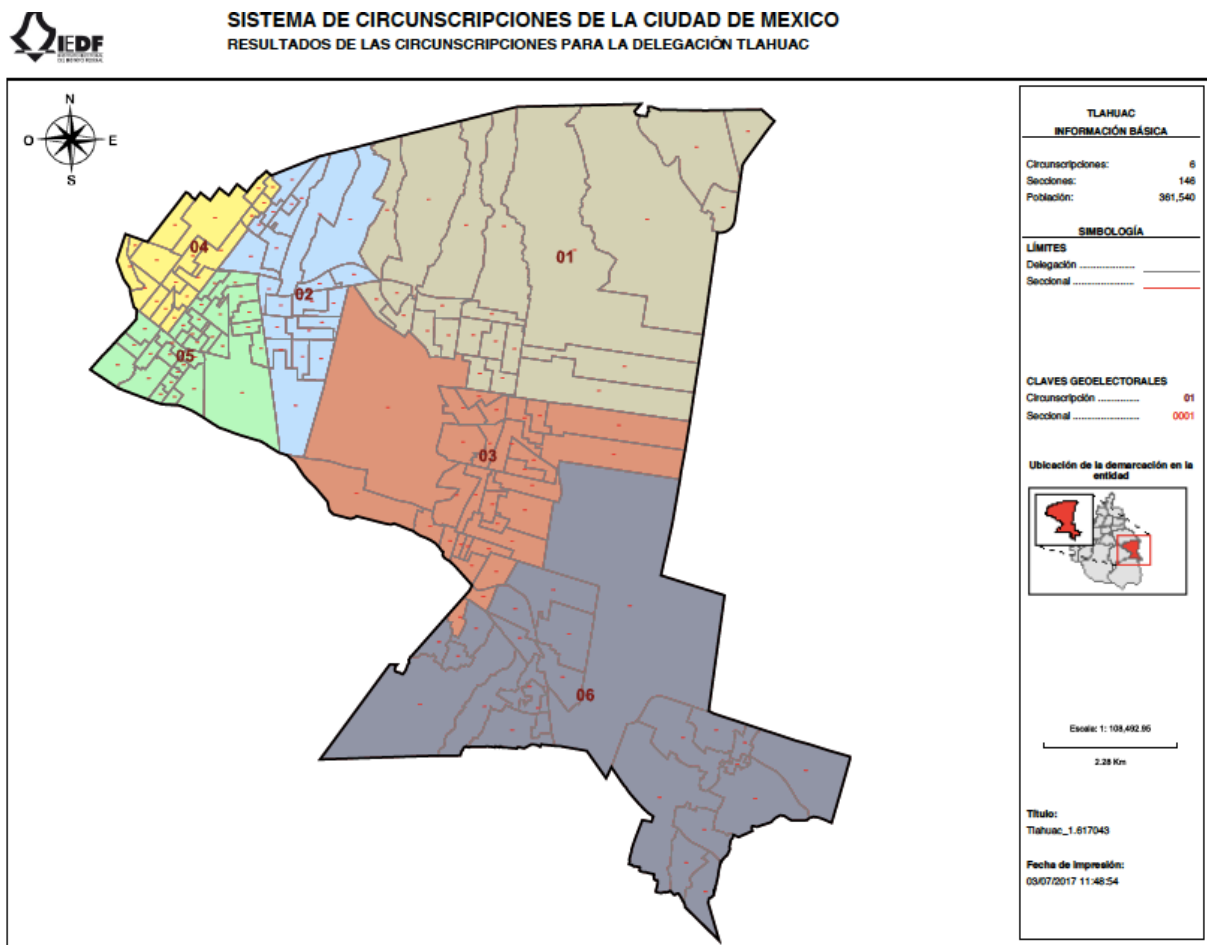 SISTEMA DE CIRCUNSCRIPCIONES DE LA CIUDAD DE MEXICO
RESULTADOS DE LAS CIRCUNSCRIPCIONES PARA LA DELEGACIÓN TLAHUAC
IEDF
N
O E
S
04
01
02
05
03
06
TLAHUAC
INFORMACIÓN BÁSICA
Circunscripciones: 6
Secciones: 146
Población: 361,540
SIMBOLOGÍA
LÍMITES
Delegación ..................
Seccional ......................
CLAVES GEOELECTORALES
Circunscripción .............. 01
Seccional ....................... 0001
Ubicación de la demarcación en la
entidad
Escala: 1: 108,492.95
2.28 Km
Título:
Tlahuac_1.617043
Fecha de impresión:
03/07/2017 11:48:54